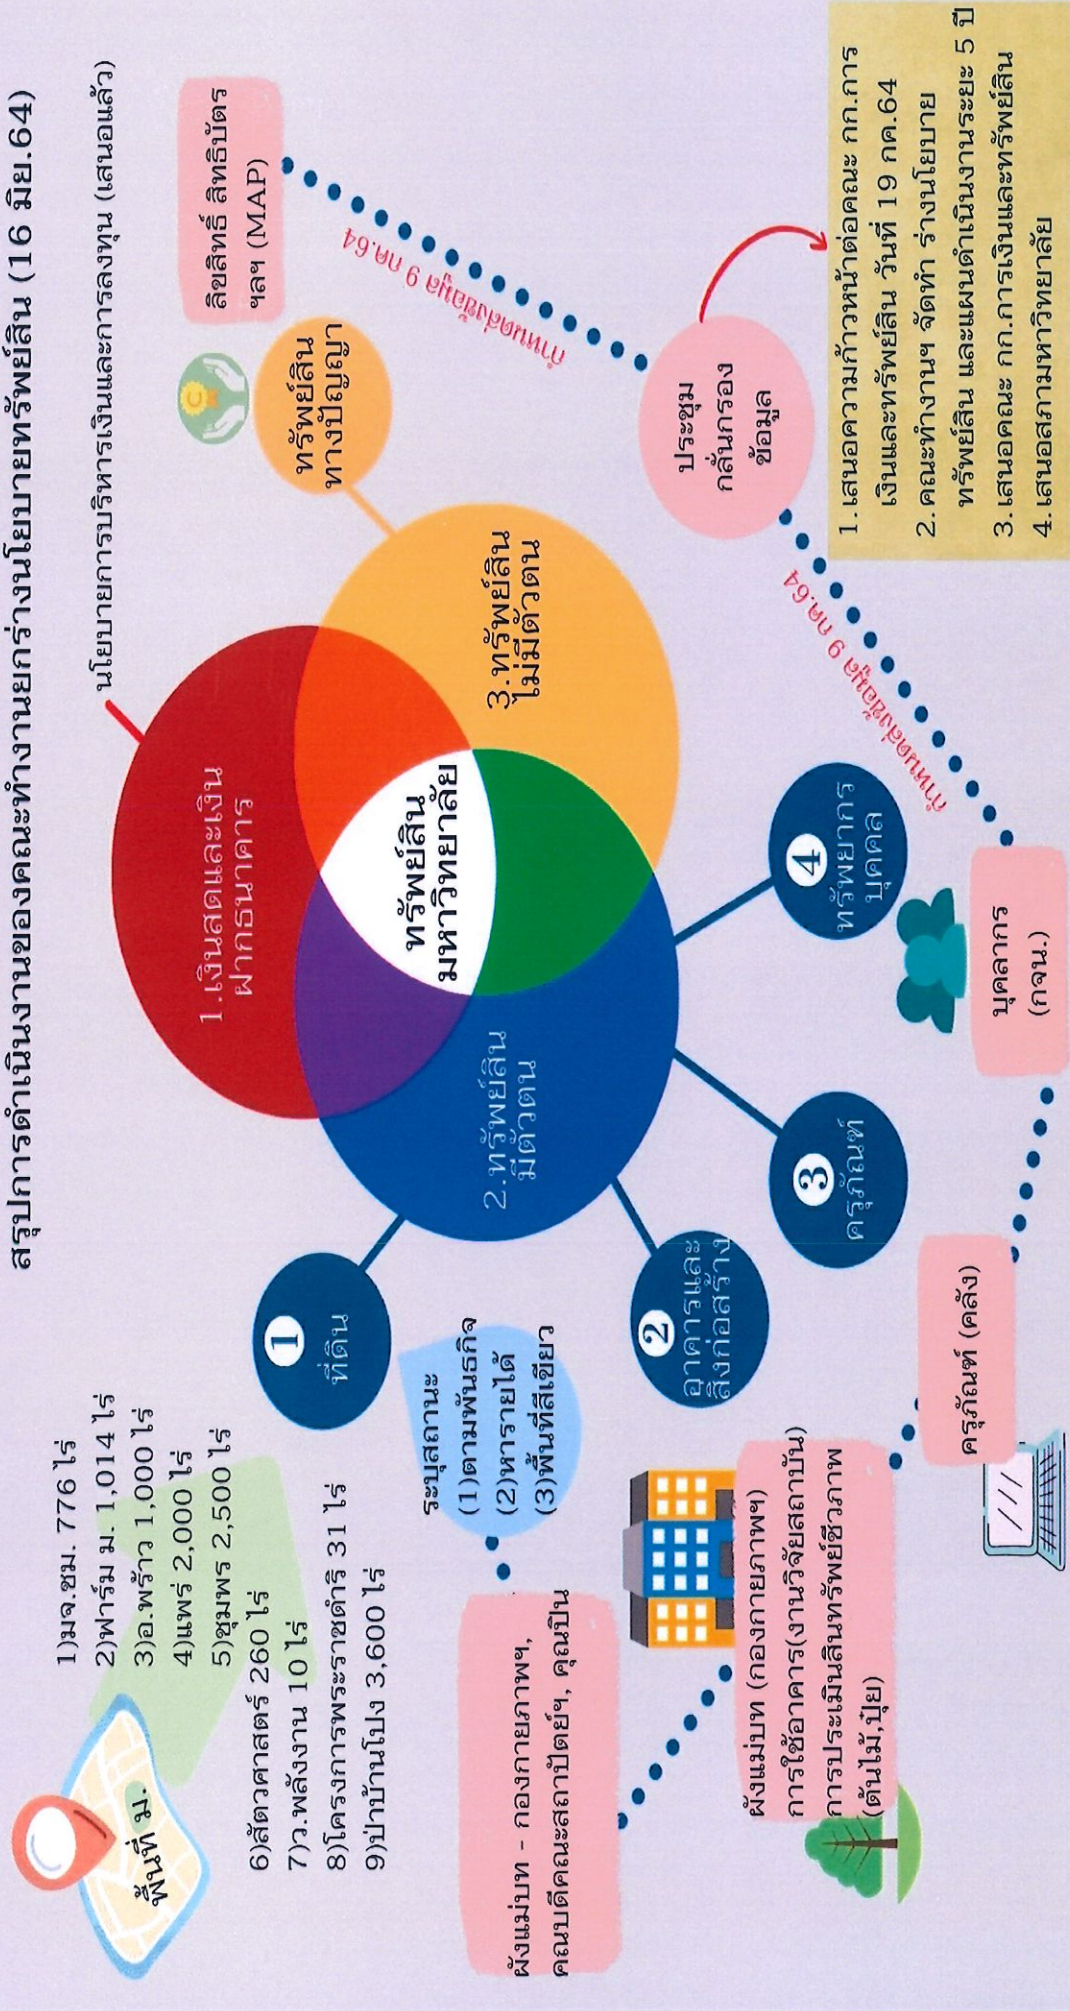 สรุปการดำเนินงานของคณะทำงานยกร่างนโยบายทรัพย์สิน (16 มิย.64)
นโยบายการบริหารเงินและการลงทุน (เสนอแล้ว)
พื้นที่ ม.
1)มจ.ชม. 776 ไร่
2)ฟาร์ม ม. 1,014 ไร่
3)อ.พร้าว 1,000 ไร่
4)แพร่ 2,000 ไร่
5)ชุมพร 2,500 ไร่
6)สัตวศาสตร์ 260 ไร่
7)ว.พลังงาน 10 ไร่
8)โครงการพระราชดำริ 31 ไร่
9)ป่าบ้านโปง 3,600 ไร่
1.เงินสดและเงิน
ฝากธนาคาร
ทรัพย์สิน
มหาวิทยาลัย
2.ทรัพย์สิน
มีตัวตน
3.ทรัพย์สิน
ไม่มีตัวตน
ทรัพย์สิน
ทางปัญญา
C
ลิขสิทธิ์ สิทธิบัตร
ฯลฯ (MAP)
กำหนดส่งข้อมูล 9 กค.64
1
ที่ดิน
ระบุสถานะ
(1)ตามพันธกิจ
(2)หารายได้
(3)พื้นที่สีเขียว
ผังแม่บท - กองกายภาพฯ,
คณบดีคณะสถาปัตย์ฯ, คุณปิน
2
อาคารและ
สิ่งก่อสร้าง
ผังแม่บท (กองกายภาพฯ)
การใช้อาคาร(งานวิจัยสถาบัน)
การประเมินสินทรัพย์ชีวภาพ
(ต้นไม้,ปุ๋ย)
3
ครุภัณฑ์
ครุภัณฑ์ (คลัง)
4
ทรัพยากร
บุคคล
บุคลากร
(กจน.)
กำหนดส่งข้อมูล 9 กค.64
ประชุม
กลั่นกรอง
ข้อมูล
1.เสนอความก้าวหน้าต่อคณะ กก.การ
เงินและทรัพย์สิน วันที่ 19 กค.64
2.คณะทำงานฯ จัดทำ ร่างนโยบาย
ทรัพย์สิน และแผนดำเนินงานระยะ 5 ปี
3.เสนอคณะ กก.การเงินและทรัพย์สิน
4.เสนอสภามหาวิทยาลัย